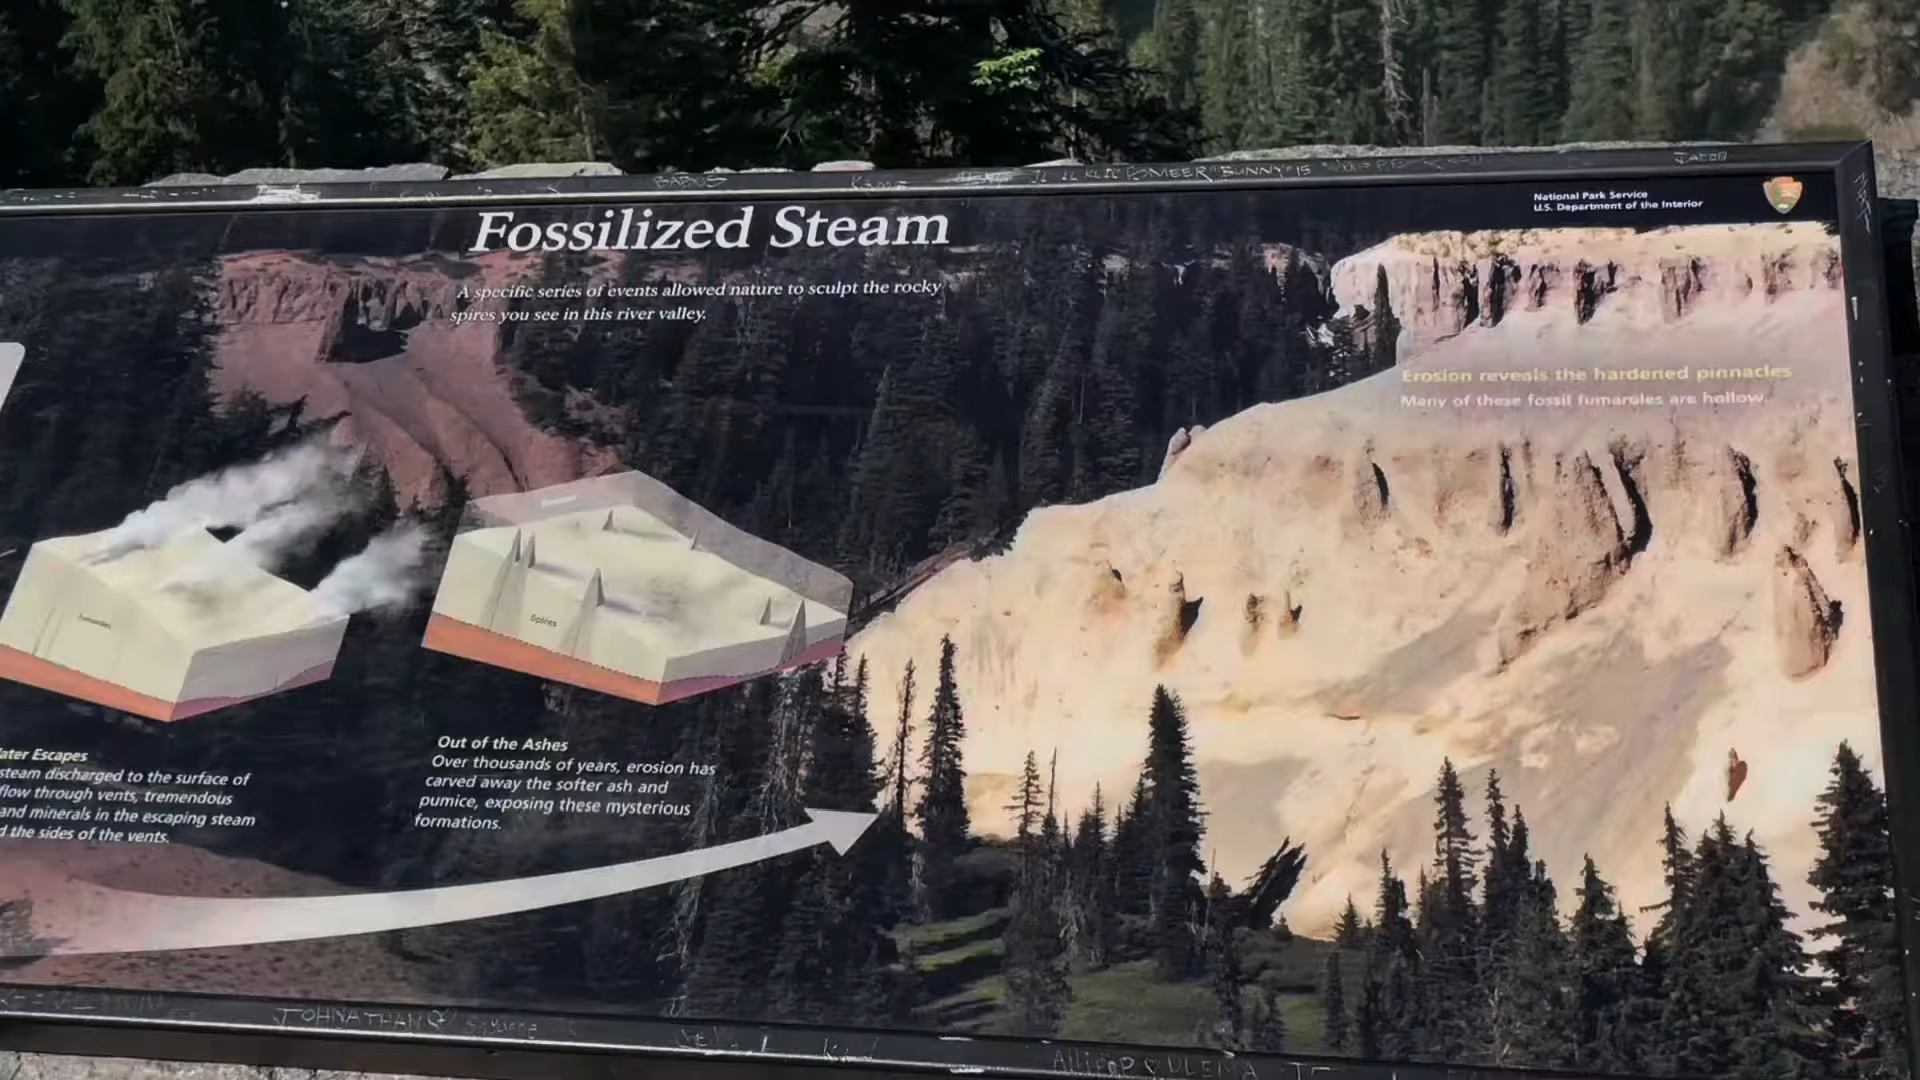 BABUS
JACOB
National Park Service
U.S. Department of the Interior
Fossilized Steam
A specific series of events allowed nature to sculpt the rocky
spires you see in this river valley.
Erosion reveals the hardened pinnacles
Many of these fossil fumaroles are hollow.
Fumaroles
Spires
ater Escapes
steam discharged to the surface of
flow through vents, tremendous
and minerals in the escaping steam
d the sides of the vents.
Out of the Ashes
Over thousands of years, erosion has
carved away the softer ash and
pumice, exposing these mysterious
formations.
JOHNATHAN